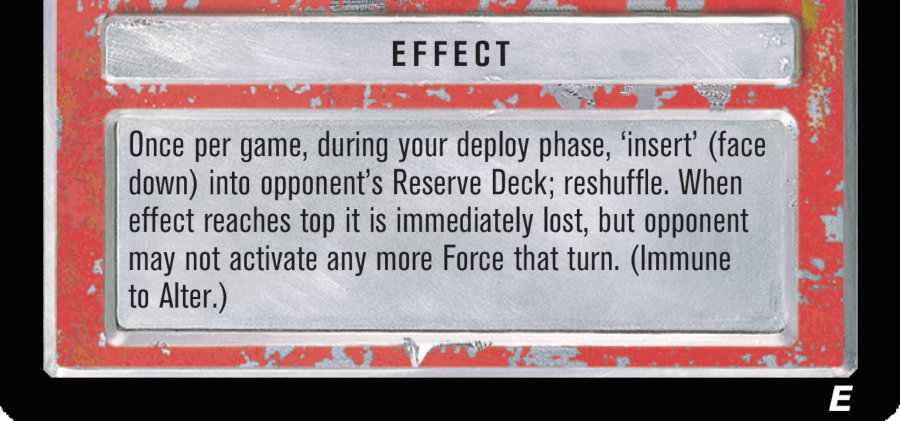 EFFECT
Once per game, during your deploy phase, ‘insert’ (face
down) into opponent’s Reserve Deck; reshuffle. When
effect reaches top it is immediately lost, but opponent
may not activate any more Force that turn. (Immune
to Alter.)
E